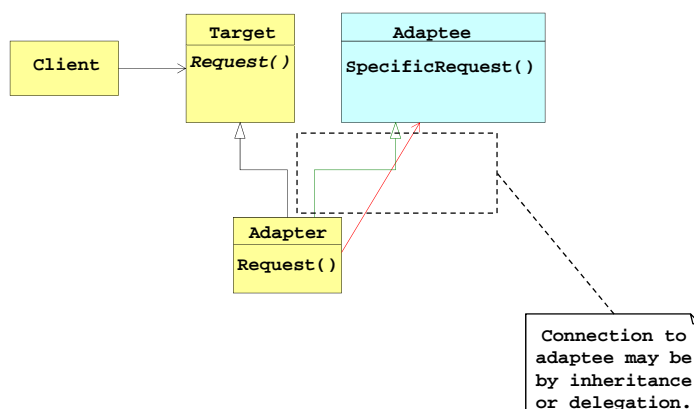 Target
Adaptee
Client
Request()
SpecificRequest()
Adapter
Request()
Connection to
adaptee may be
by inheritance
or delegation.